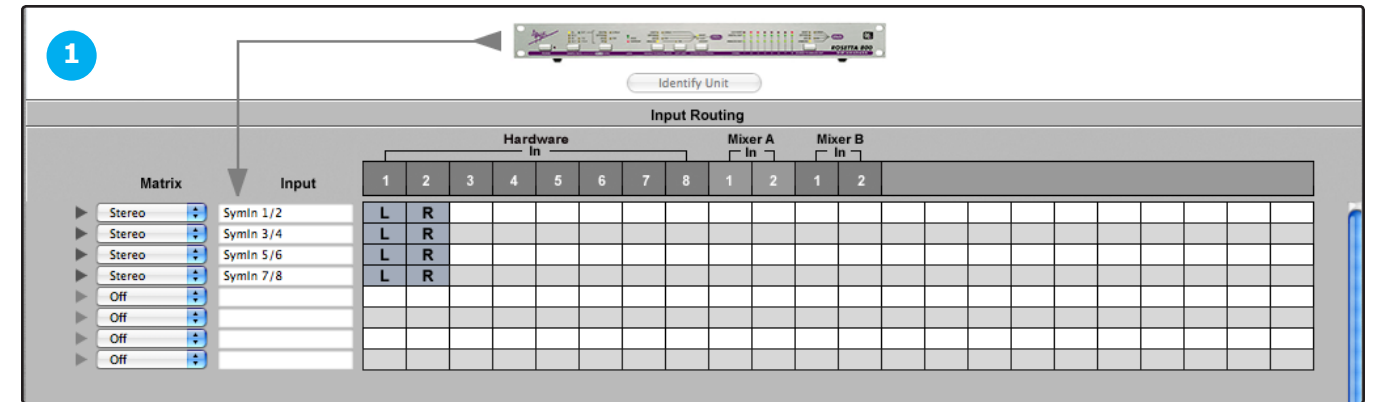 1
ROSETTA 800
Identify Unit
Input Routing
Hardware Mixer A Mixer B
In In In
Matrix Input 1 2 3 4 5 6 7 8 1 2 1 2
Stereo SymIn 1/2 L R
Stereo SymIn 3/4 L R
Stereo SymIn 5/6 L R
Stereo SymIn 7/8 L R
Off
Off
Off
Off